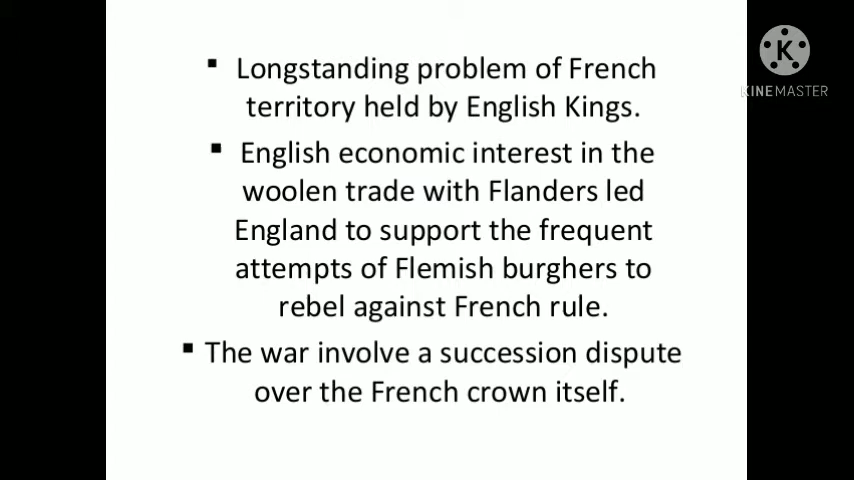 ▪ Longstanding problem of French
territory held by English Kings.
▪ English economic interest in the
woolen trade with Flanders led
England to support the frequent
attempts of Flemish burghers to
rebel against French rule.
▪ The war involve a succession dispute
over the French crown itself.
K
KINEMASTER